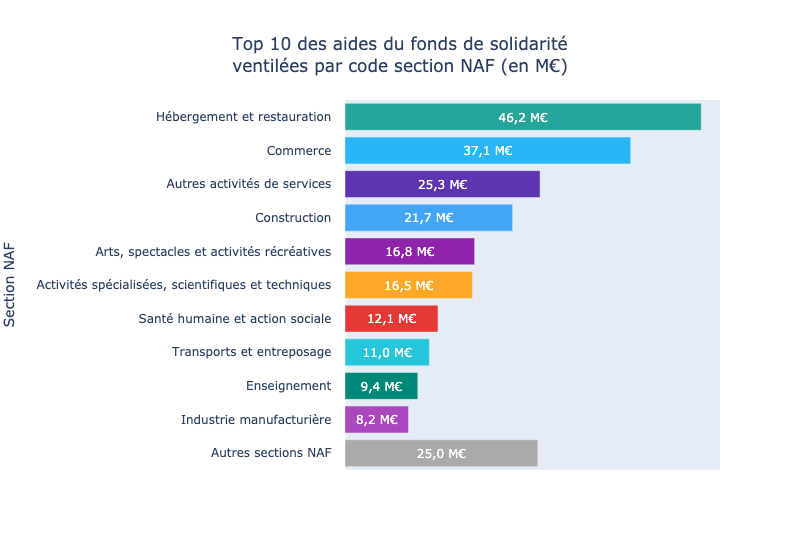 Top 10 des aides du fonds de solidarité
ventilées par code section NAF (en M€)
Section NAF
Hébergement et restauration 46,2 M€
Commerce 37,1 M€
Autres activités de services 25,3 M€
Construction 21,7 M€
Arts, spectacles et activités récréatives 16,8 M€
Activités spécialisées, scientifiques et techniques 16,5 M€
Santé humaine et action sociale 12,1 M€
Transports et entreposage 11,0 M€
Enseignement 9,4 M€
Industrie manufacturière 8,2 M€
Autres sections NAF 25,0 M€